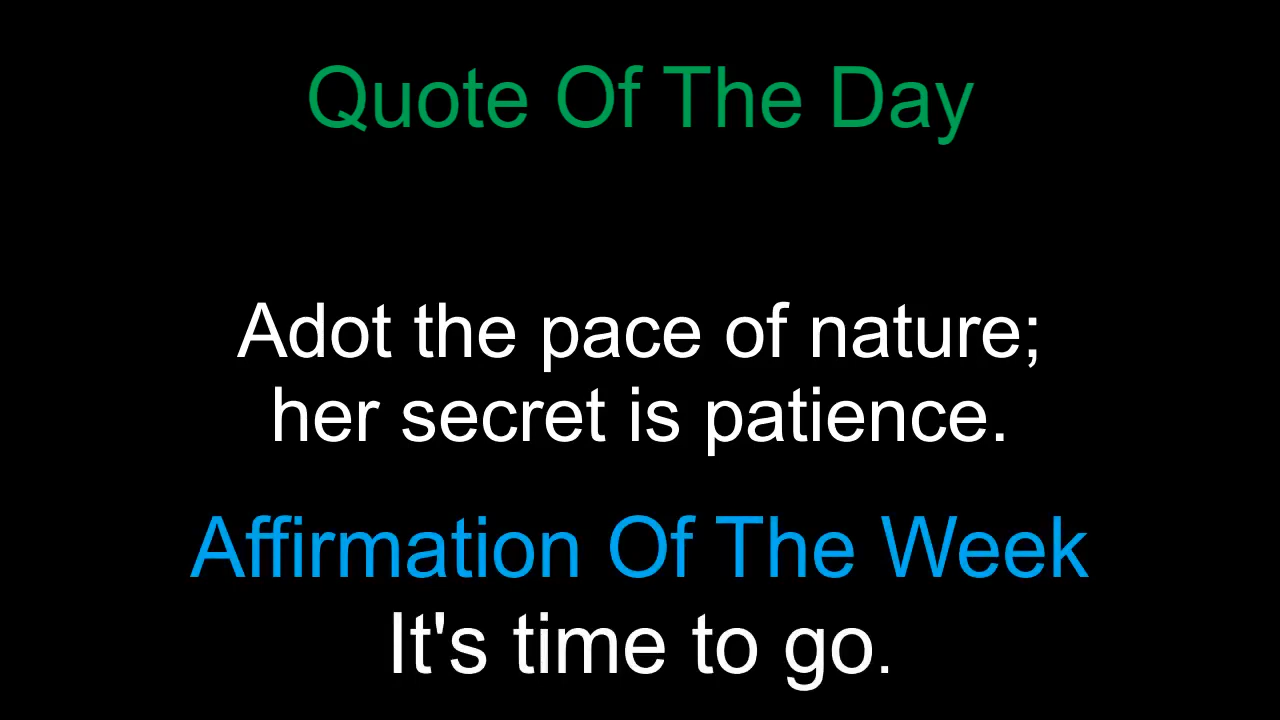 Quote Of The Day
Adot the pace of nature;
her secret is patience.
Affirmation Of The Week
It's time to go.